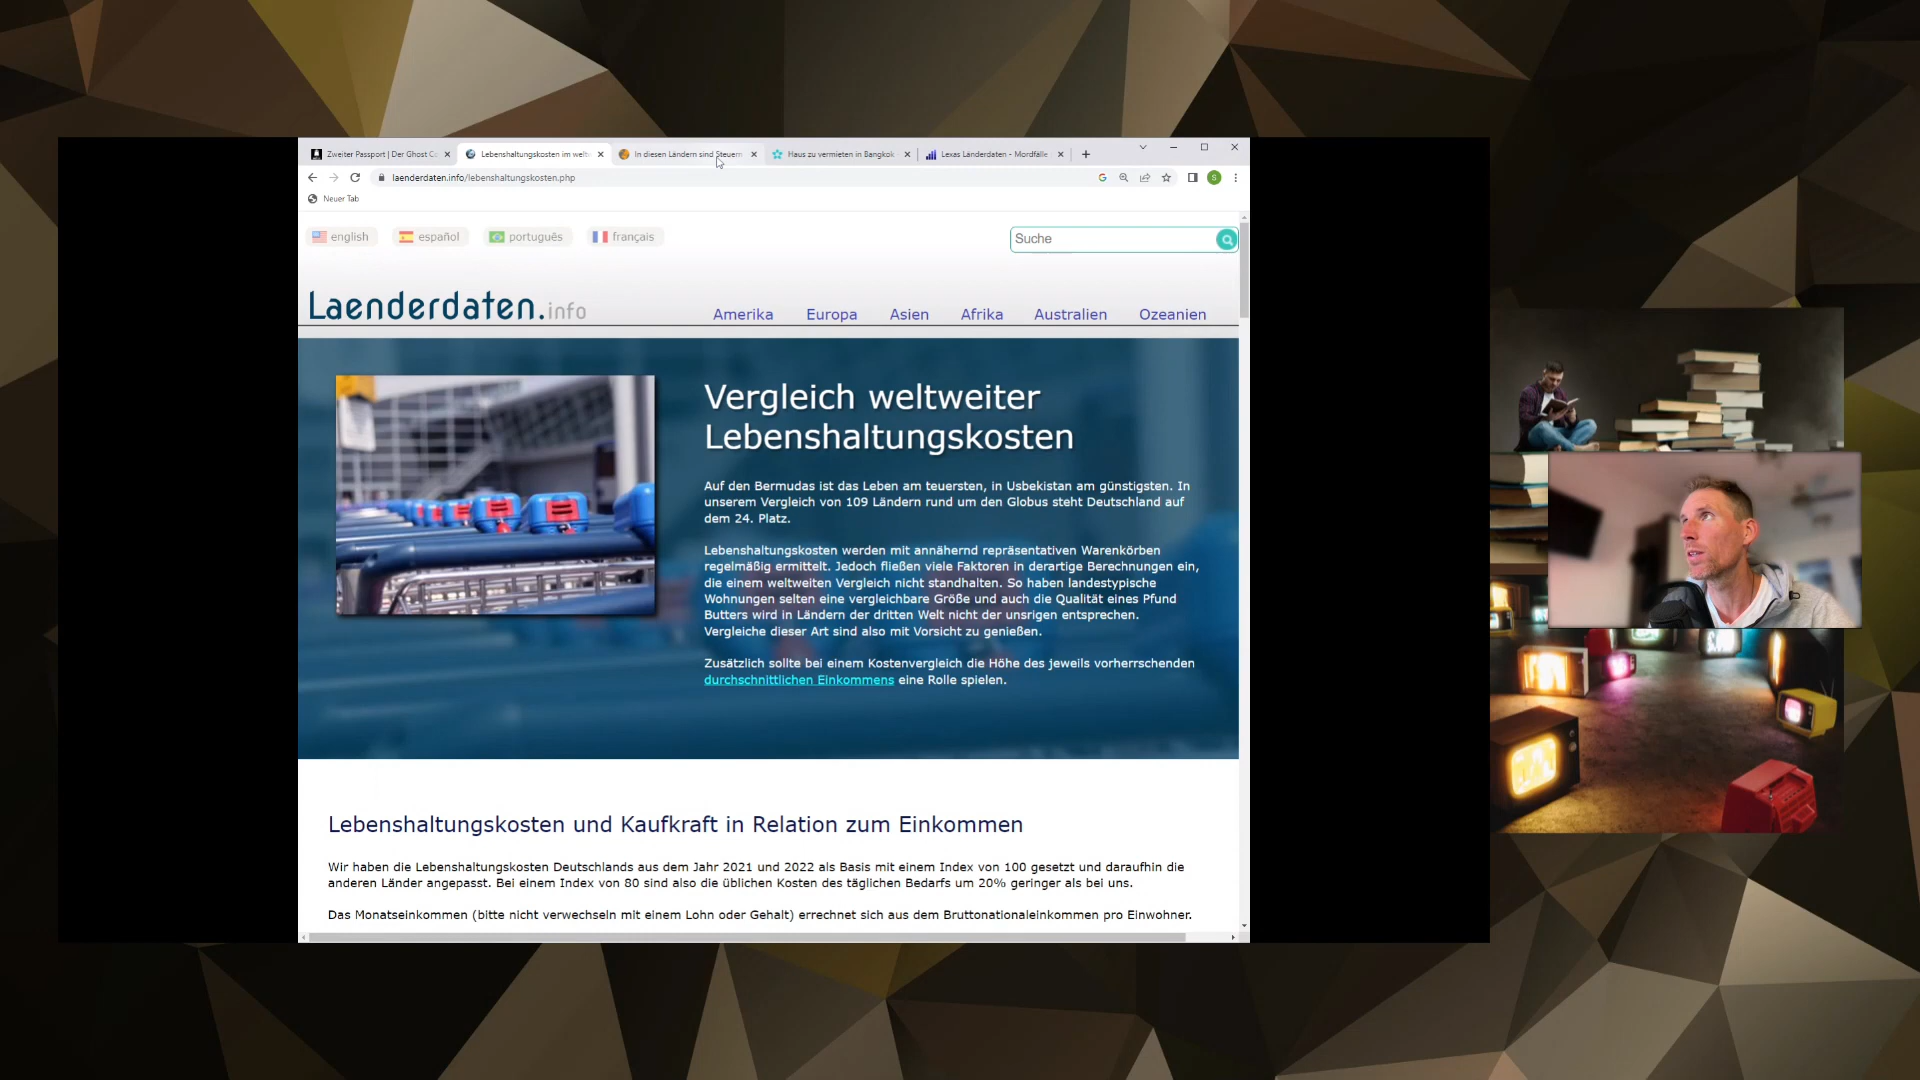 Zweiter Passport | Der Ghost Co
Lebenshaltungskosten im welt
In diesen Ländern sind Steuern
Haus zu vermieten in Bangkok
Lexas Länderdaten - Mordfälle
laenderdaten.info/lebenshaltungskosten.php
S
Neuer Tab
english
español
português
français
Suche
Laenderdaten.info
Amerika
Europa
Asien
Afrika
Australien
Ozeanien
Vergleich weltweiter
Lebenshaltungskosten
Auf den Bermudas ist das Leben am teuersten, in Usbekistan am günstigsten. In
unserem Vergleich von 109 Ländern rund um den Globus steht Deutschland auf
dem 24. Platz.
Lebenshaltungskosten werden mit annähernd repräsentativen Warenkörben
regelmäßig ermittelt. Jedoch fließen viele Faktoren in derartige Berechnungen ein,
die einem weltweiten Vergleich nicht standhalten. So haben landestypische
Wohnungen selten eine vergleichbare Größe und auch die Qualität eines Pfund
Butters wird in Ländern der dritten Welt nicht der unsrigen entsprechen.
Vergleiche dieser Art sind also mit Vorsicht zu genießen.
Zusätzlich sollte bei einem Kostenvergleich die Höhe des jeweils vorherrschenden
durchschnittlichen Einkommens eine Rolle spielen.
Lebenshaltungskosten und Kaufkraft in Relation zum Einkommen
Wir haben die Lebenshaltungskosten Deutschlands aus dem Jahr 2021 und 2022 als Basis mit einem Index von 100 gesetzt und daraufhin die
anderen Länder angepasst. Bei einem Index von 80 sind also die üblichen Kosten des täglichen Bedarfs um 20% geringer als bei uns.
Das Monatseinkommen (bitte nicht verwechseln mit einem Lohn oder Gehalt) errechnet sich aus dem Bruttonationaleinkommen pro Einwohner.